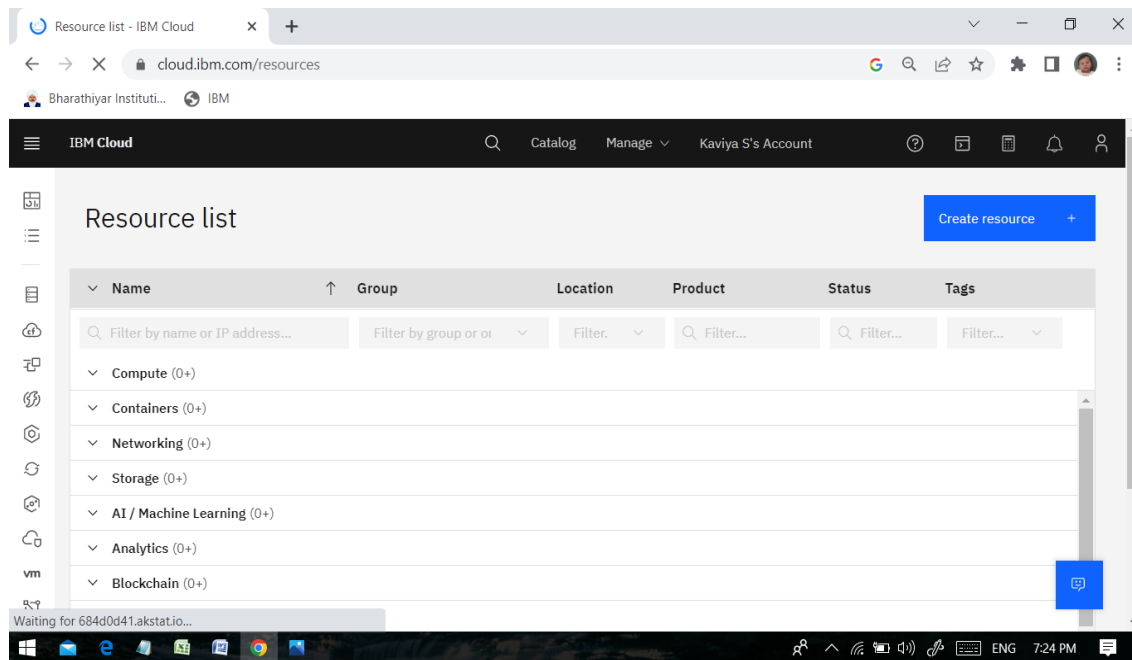 Resource list - IBM Cloud
cloud.ibm.com/resources
Bharathiyar Instituti... IBM
IBM Cloud Catalog Manage Kaviya S's Account
Resource list
Create resource +
Name Group Location Product Status Tags
Filter by name or IP address... Filter by group or or Filter. Filter... Filter... Filter...
Compute (0+)
Containers (0+)
Networking (0+)
Storage (0+)
AI / Machine Learning (0+)
Analytics (0+)
Blockchain (0+)
vm
Waiting for 684d0d41.akstat.io...
ENG 7:24 PM